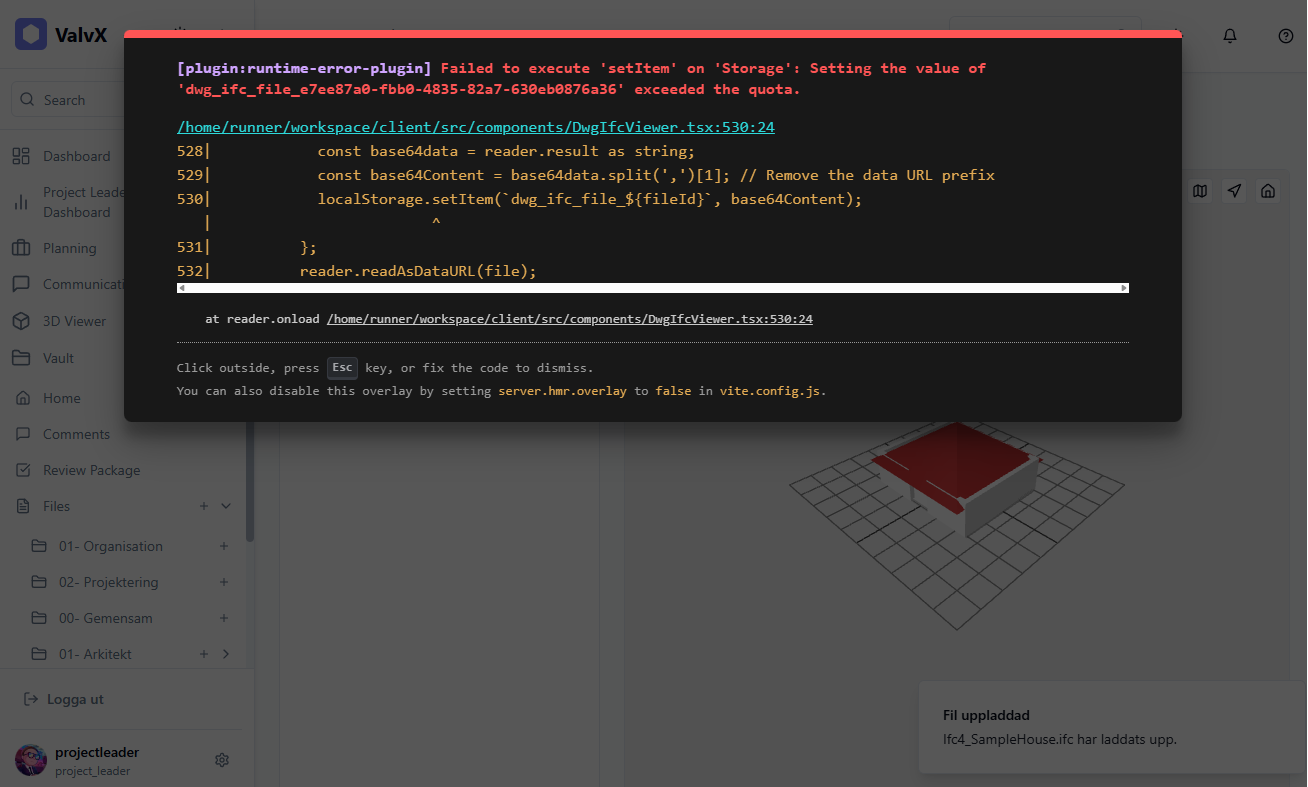 ValvX
[plugin:runtime-error-plugin] Failed to execute 'setItem' on 'Storage': Setting the value of
'dwg_ifc_file_e7ee87a0-fbb0-4835-82a7-630eb0876a36' exceeded the quota.
/home/runner/workspace/client/src/components/DwgIfcViewer.tsx:530:24
528|            const base64data = reader.result as string;
529|            const base64Content = base64data.split(',')[1]; // Remove the data URL prefix
530|            localStorage.setItem(`dwg_ifc_file_${fileId}`, base64Content);
   |                         ^
531|          };
532|          reader.readAsDataURL(file);
at reader.onload /home/runner/workspace/client/src/components/DwgIfcViewer.tsx:530:24
Click outside, press Esc key, or fix the code to dismiss.
You can also disable this overlay by setting server.hmr.overlay to false in vite.config.js.
Search
Dashboard
Project Leade
Dashboard
Planning
Communicati
3D Viewer
Vault
Home
Comments
Review Package
Files
01- Organisation
02- Projektering
00- Gemensam
01- Arkitekt
Logga ut
projectleader
project_leader
Fil uppladdad
Ifc4_SampleHouse.ifc har laddats upp.